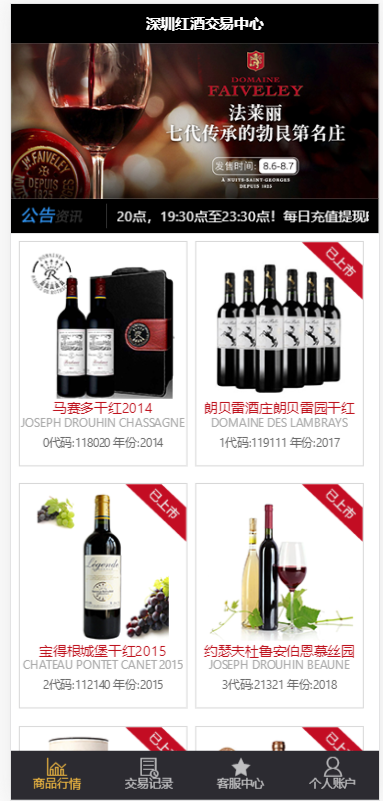 深圳红酒交易中心
DOMAINE
FAIVELEY
法莱丽
七代传承的勃艮第名庄
发售时间: 8.6-8.7
A NUITS-SAINT-GEORGES
DEPUIS 1825
FAIVELEY
DEPUIS
1825
公告资讯
20点，19:30点至23:30点！每日充值提现
已上市
马赛多干红2014
朗贝雷酒庄朗贝雷园干红
JOSEPH DROUHIN CHASSAGNE
DOMAINE DES LAMBRAYS
0代码:118020 年份:2014
1代码:119111 年份:2017
已上市
已上市
Légende
宝得根城堡干红2015
约瑟夫杜鲁安伯恩慕丝园
CHATEAU PONTET CANET 2015
JOSEPH DROUHIN BEAUNE
2代码:112140 年份:2015
3代码:21321 年份:2018
已上市
已上市
商品行情
交易记录
客服中心
个人账户